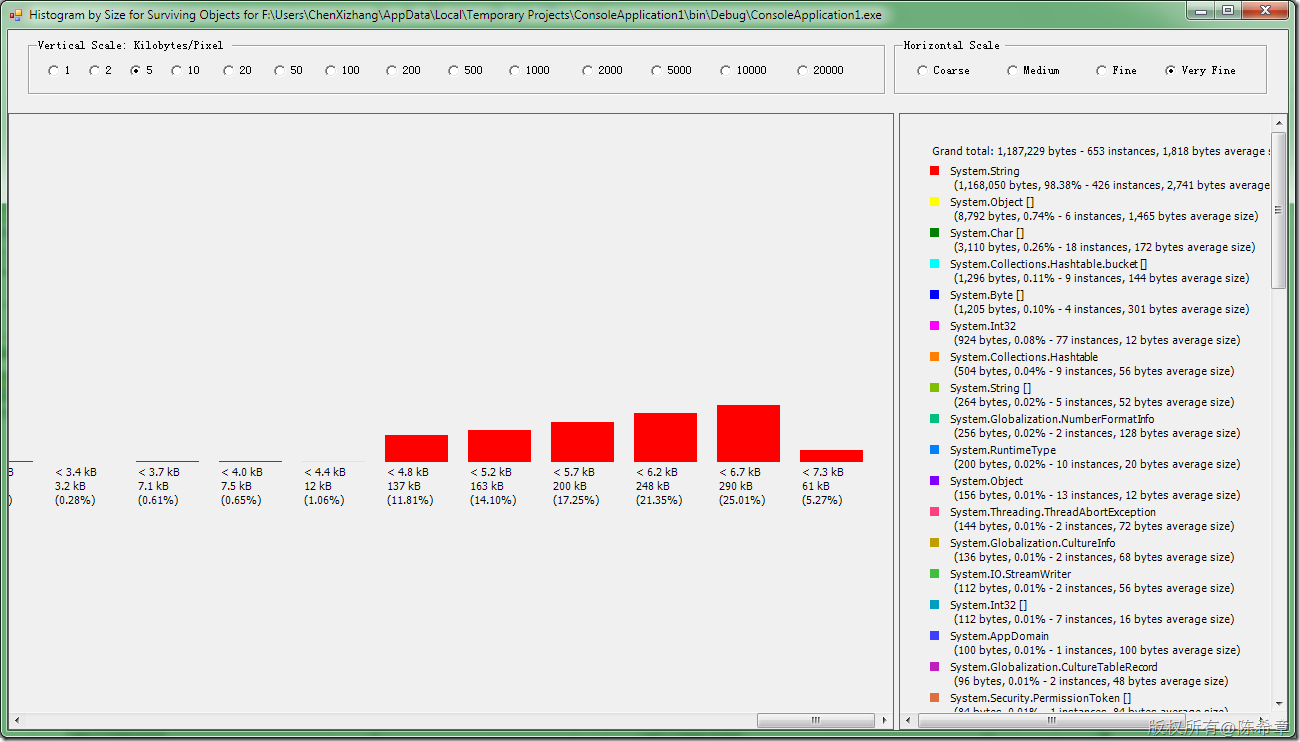 Histogram by Size for Surviving Objects for F:\Users\ChenXizhang\AppData\Local\Temporary Projects\ConsoleApplication1\bin\Debug\ConsoleApplication1.exe
Vertical Scale: Kilobytes/Pixel
1 2 5 10 20 50 100 200 500 1000 2000 5000 10000 20000
Horizontal Scale
Coarse Medium Fine Very Fine
B < 3.4 kB < 3.7 kB < 4.0 kB < 4.4 kB < 4.8 kB < 5.2 kB < 5.7 kB < 6.2 kB < 6.7 kB < 7.3 kB
3.2 kB 7.1 kB 7.5 kB 12 kB 137 kB 163 kB 200 kB 248 kB 290 kB 61 kB
) (0.28%) (0.61%) (0.65%) (1.06%) (11.81%) (14.10%) (17.25%) (21.35%) (25.01%) (5.27%)
Grand total: 1,187,229 bytes - 653 instances, 1,818 bytes average
System.String
(1,168,050 bytes, 98.38% - 426 instances, 2,741 bytes average
System.Object []
(8,792 bytes, 0.74% - 6 instances, 1,465 bytes average size)
System.Char []
(3,110 bytes, 0.26% - 18 instances, 172 bytes average size)
System.Collections.Hashtable.bucket []
(1,296 bytes, 0.11% - 9 instances, 144 bytes average size)
System.Byte []
(1,205 bytes, 0.10% - 4 instances, 301 bytes average size)
System.Int32
(924 bytes, 0.08% - 77 instances, 12 bytes average size)
System.Collections.Hashtable
(504 bytes, 0.04% - 9 instances, 56 bytes average size)
System.String []
(264 bytes, 0.02% - 5 instances, 52 bytes average size)
System.Globalization.NumberFormatInfo
(256 bytes, 0.02% - 2 instances, 128 bytes average size)
System.RuntimeType
(200 bytes, 0.02% - 10 instances, 20 bytes average size)
System.Object
(156 bytes, 0.01% - 13 instances, 12 bytes average size)
System.Threading.ThreadAbortException
(144 bytes, 0.01% - 2 instances, 72 bytes average size)
System.Globalization.CultureInfo
(136 bytes, 0.01% - 2 instances, 68 bytes average size)
System.IO.StreamWriter
(112 bytes, 0.01% - 2 instances, 56 bytes average size)
System.Int32 []
(112 bytes, 0.01% - 7 instances, 16 bytes average size)
System.AppDomain
(100 bytes, 0.01% - 1 instances, 100 bytes average size)
System.Globalization.CultureTableRecord
(96 bytes, 0.01% - 2 instances, 48 bytes average size)
System.Security.PermissionToken []
(84 bytes, 0.01% - 1 instances, 84 bytes average size)
版权所有@陈希章